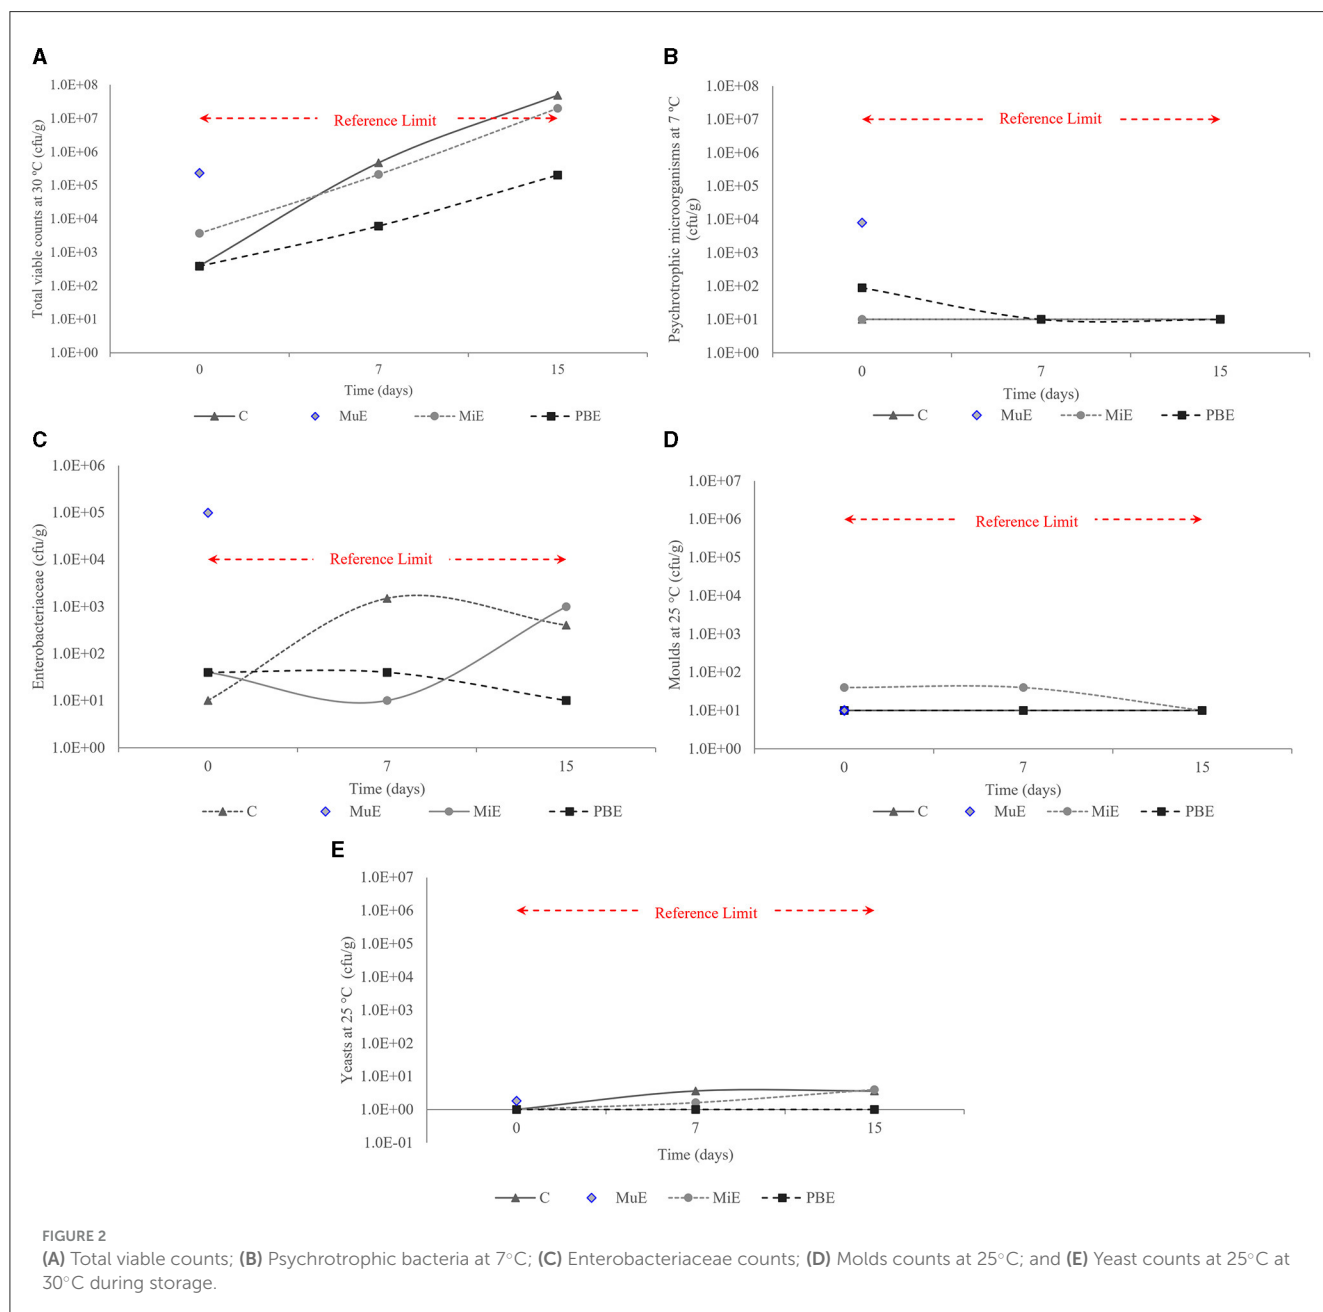 A
1.0E+08
1.0E+07
1.0E+06
1.0E+05
1.0E+04
1.0E+03
1.0E+02
1.0E+01
1.0E+00
Total viable counts at 30 ºC (cfu/g)
Reference Limit
0 7 15
Time (days)
C MuE MiE PBE
B
1.0E+08
1.0E+07
1.0E+06
1.0E+05
1.0E+04
1.0E+03
1.0E+02
1.0E+01
1.0E+00
Psychrotrophic microorganisms at 7 ºC
(cfu/g)
Reference Limit
0 7 15
Time (days)
C MuE MiE PBE
C
1.0E+06
1.0E+05
1.0E+04
1.0E+03
1.0E+02
1.0E+01
1.0E+00
Enterobacteriaceae (cfu/g)
Reference Limit
0 7 15
Time (days)
C MuE MiE PBE
D
1.0E+07
1.0E+06
1.0E+05
1.0E+04
1.0E+03
1.0E+02
1.0E+01
1.0E+00
Moulds at 25 °C (cfu/g)
Reference Limit
0 7 15
Time (days)
C MuE MiE PBE
E
1.0E+07
1.0E+06
1.0E+05
1.0E+04
1.0E+03
1.0E+02
1.0E+01
1.0E+00
1.0E-01
Yeasts at 25 °C (cfu/g)
Reference Limit
0 7 15
Time (days)
C MuE MiE PBE
FIGURE 2
(A) Total viable counts; (B) Psychrotrophic bacteria at 7°C; (C) Enterobacteriaceae counts; (D) Molds counts at 25°C; and (E) Yeast counts at 25°C at
30°C during storage.